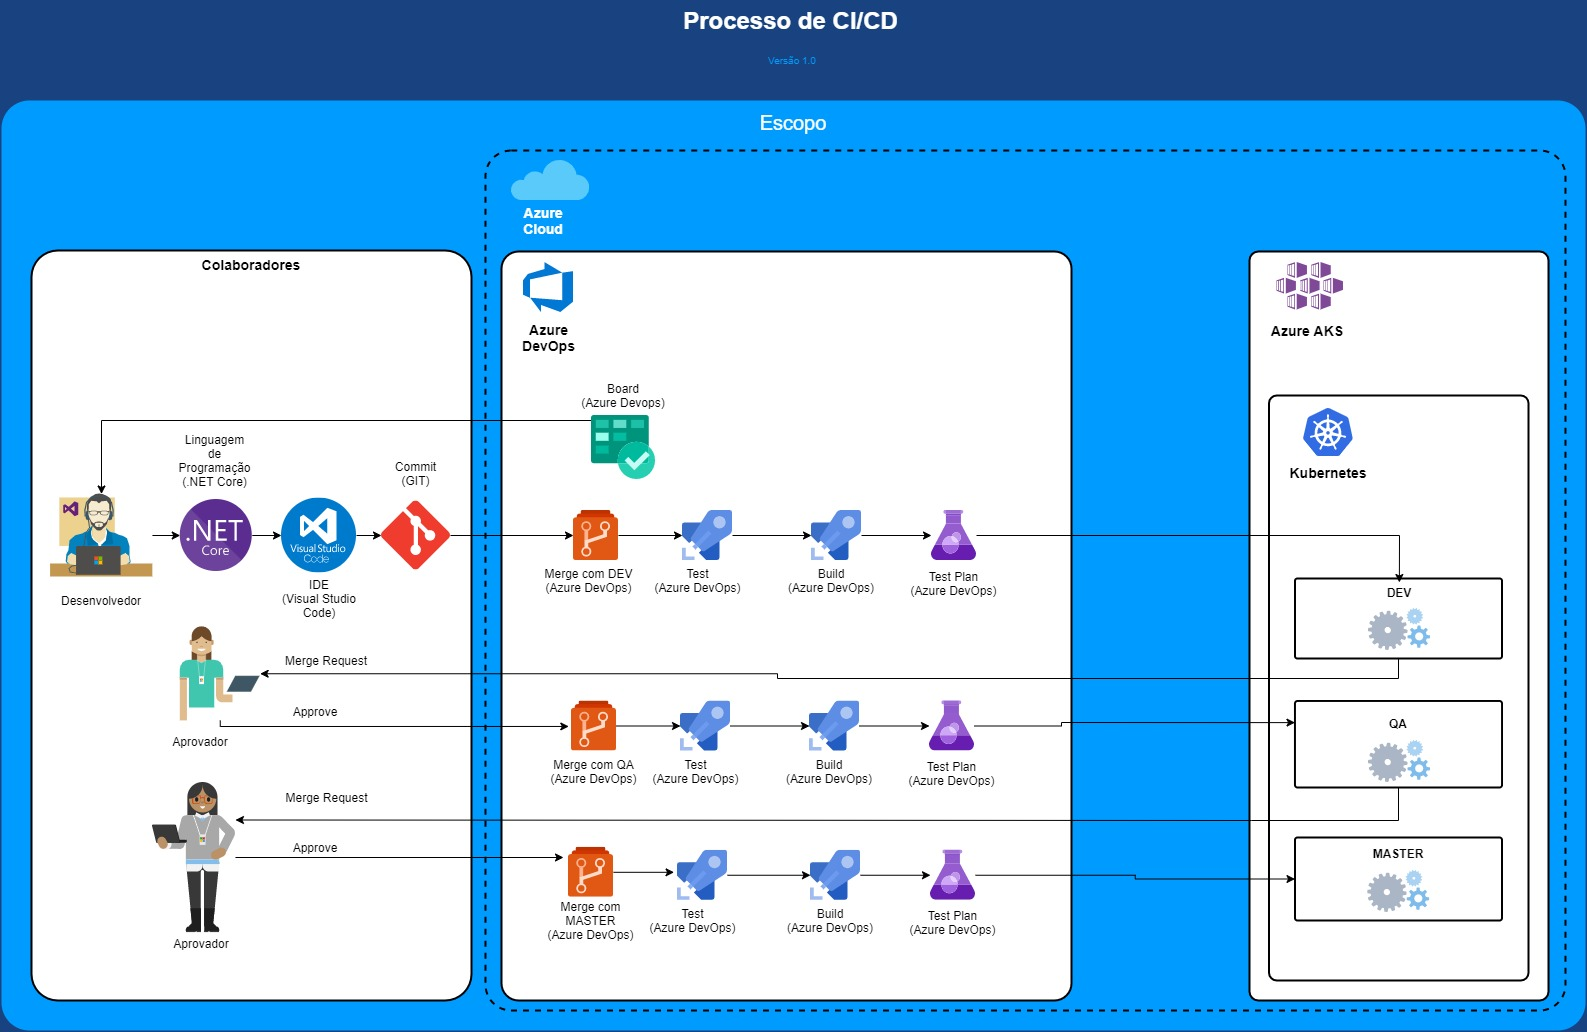 Processo de CI/CD
Versão 1.0
Escopo
Azure
Cloud
Colaboradores
Azure
DevOps
Azure AKS
Board
(Azure Devops)
Kubernetes
Linguagem
de
Programação
(.NET Core)
Commit
(GIT)
.NET
Core
Visual Studio
Code
Desenvolvedor
IDE
(Visual Studio
Code)
Merge com DEV
(Azure DevOps)
Test
(Azure DevOps)
Build
(Azure DevOps)
Test Plan
(Azure DevOps)
DEV
Merge Request
Approve
Aprovador
Merge com QA
(Azure DevOps)
Test
(Azure DevOps)
Build
(Azure DevOps)
Test Plan
(Azure DevOps)
QA
Merge Request
Approve
Aprovador
Merge com
MASTER
(Azure DevOps)
Test
(Azure DevOps)
Build
(Azure DevOps)
Test Plan
(Azure DevOps)
MASTER